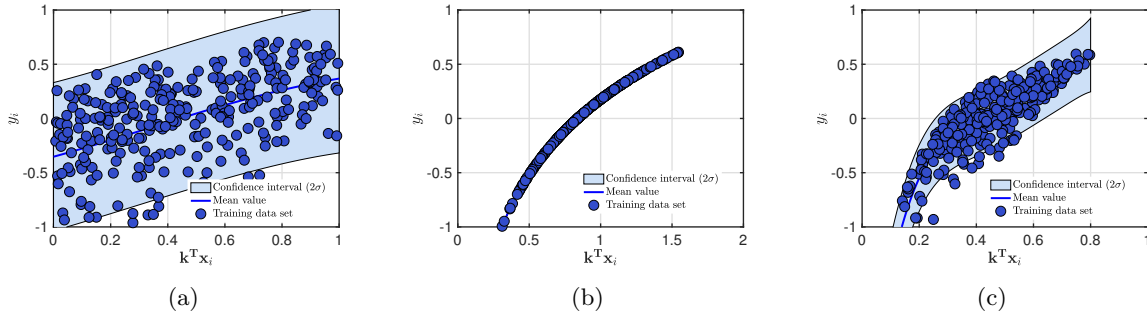 1
0.5
0
-0.5
-1
y_i
0 0.2 0.4 0.6 0.8 1
k^T x_i
Confidence interval (2σ)
Mean value
Training data set
(a)
1
0.5
0
-0.5
-1
y_i
0 0.5 1 1.5 2
k^T x_i
Confidence interval (2σ)
Mean value
Training data set
(b)
1
0.5
0
-0.5
-1
y_i
0 0.2 0.4 0.6 0.8 1
k^T x_i
Confidence interval (2σ)
Mean value
Training data set
(c)